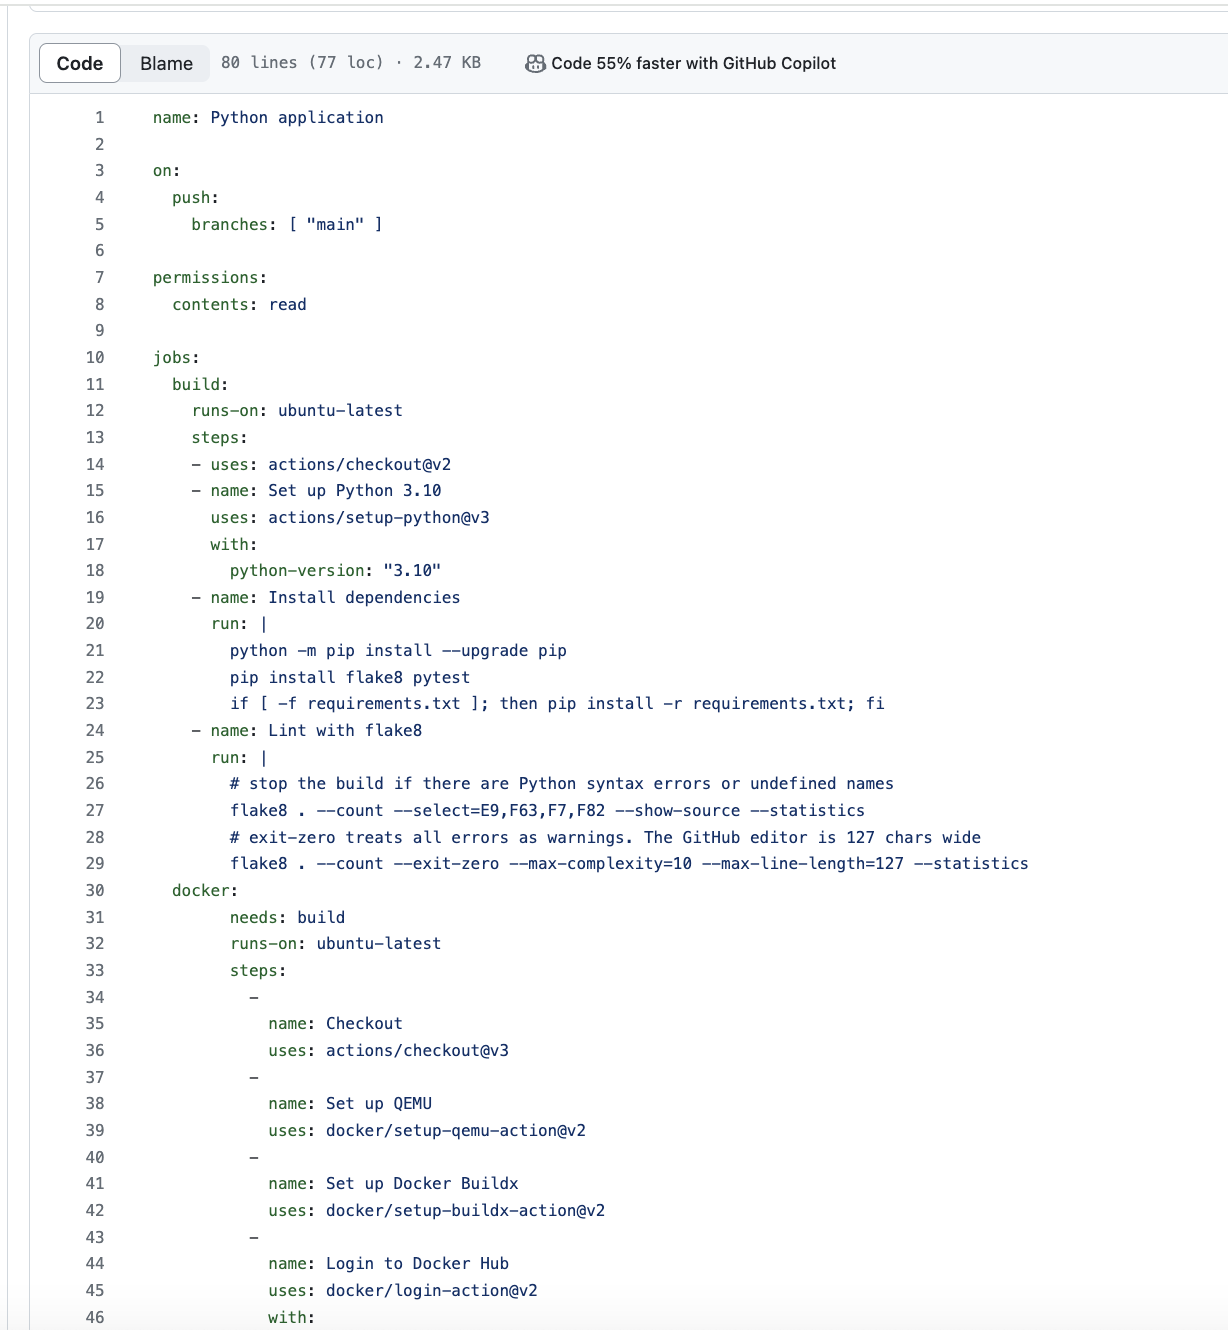 Code Blame 80 lines (77 loc) · 2.47 KB Code 55% faster with GitHub Copilot
1 name: Python application
2
3 on:
4   push:
5     branches: [ "main" ]
6
7 permissions:
8   contents: read
9
10 jobs:
11   build:
12     runs-on: ubuntu-latest
13     steps:
14     - uses: actions/checkout@v2
15     - name: Set up Python 3.10
16       uses: actions/setup-python@v3
17       with:
18         python-version: "3.10"
19     - name: Install dependencies
20       run: |
21         python -m pip install --upgrade pip
22         pip install flake8 pytest
23         if [ -f requirements.txt ]; then pip install -r requirements.txt; fi
24     - name: Lint with flake8
25       run: |
26         # stop the build if there are Python syntax errors or undefined names
27         flake8 . --count --select=E9,F63,F7,F82 --show-source --statistics
28         # exit-zero treats all errors as warnings. The GitHub editor is 127 chars wide
29         flake8 . --count --exit-zero --max-complexity=10 --max-line-length=127 --statistics
30   docker:
31         needs: build
32         runs-on: ubuntu-latest
33         steps:
34           -
35             name: Checkout
36             uses: actions/checkout@v3
37           -
38             name: Set up QEMU
39             uses: docker/setup-qemu-action@v2
40           -
41             name: Set up Docker Buildx
42             uses: docker/setup-buildx-action@v2
43           -
44             name: Login to Docker Hub
45             uses: docker/login-action@v2
46             with: